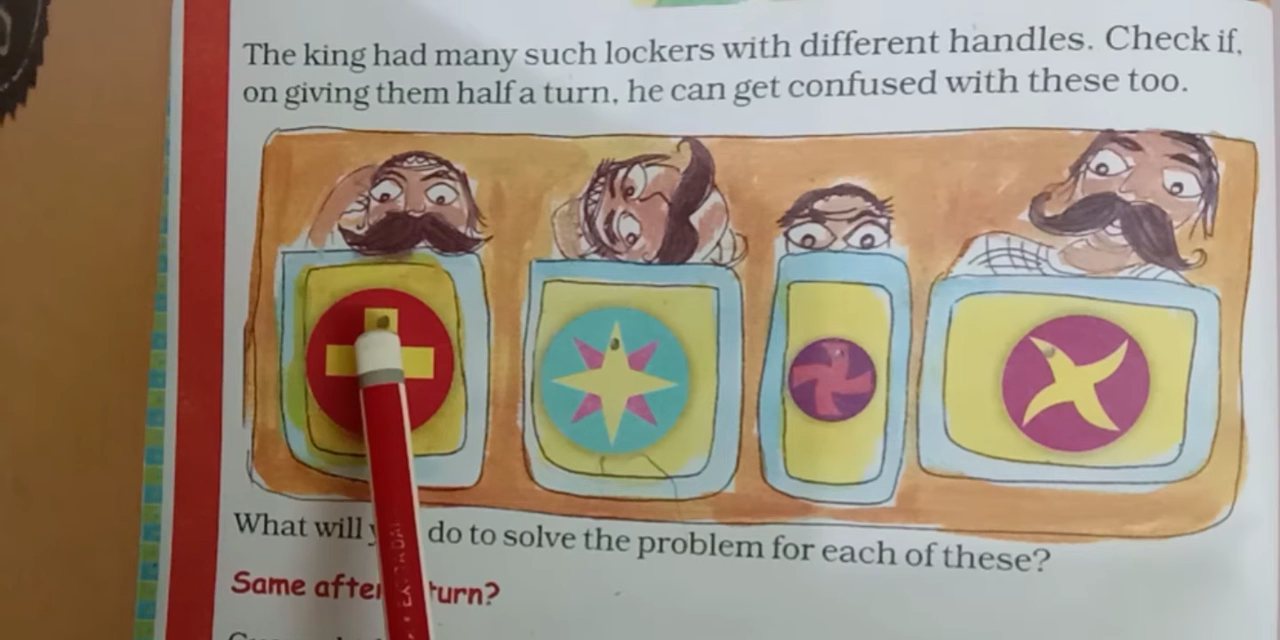 The king had many such lockers with different handles. Check if,
on giving them half a turn, he can get confused with these too.
What will do to solve the problem for each of these?
Same after turn?